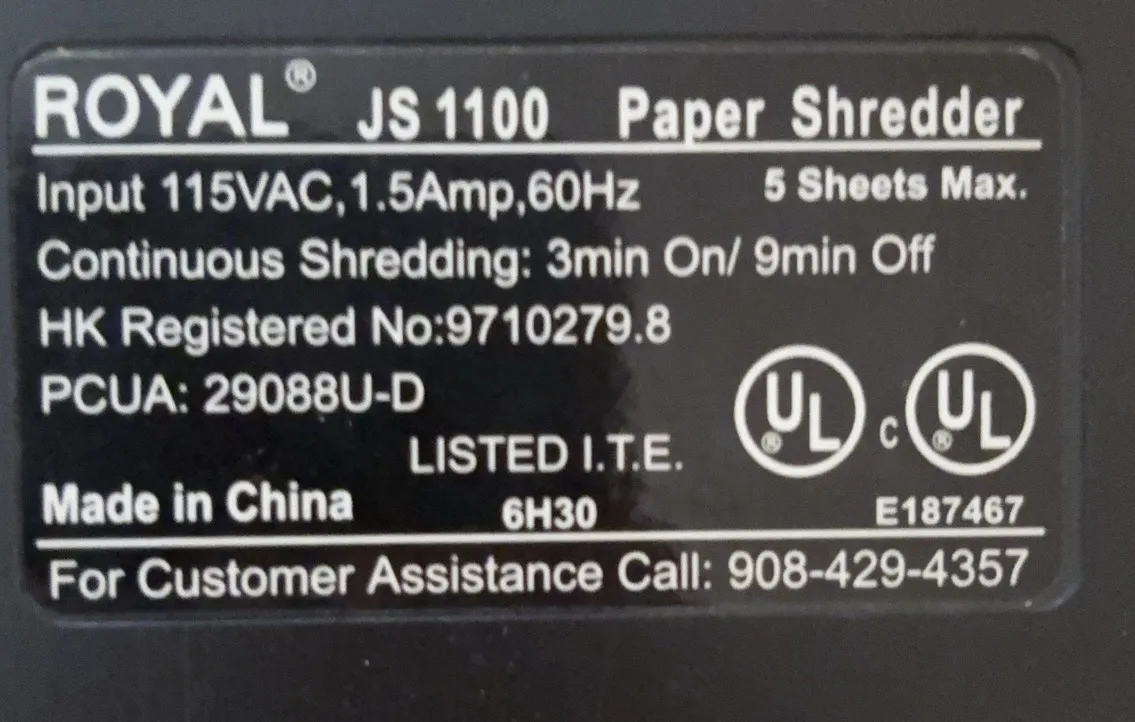 ROYAL® JS 1100 Paper Shredder
Input 115VAC,1.5Amp,60Hz 5 Sheets Max.
Continuous Shredding: 3min On/ 9min Off
HK Registered No:9710279.8
PCUA: 29088U-D
UL® c UL®
LISTED I.T.E.
Made in China 6H30 E187467
For Customer Assistance Call: 908-429-4357